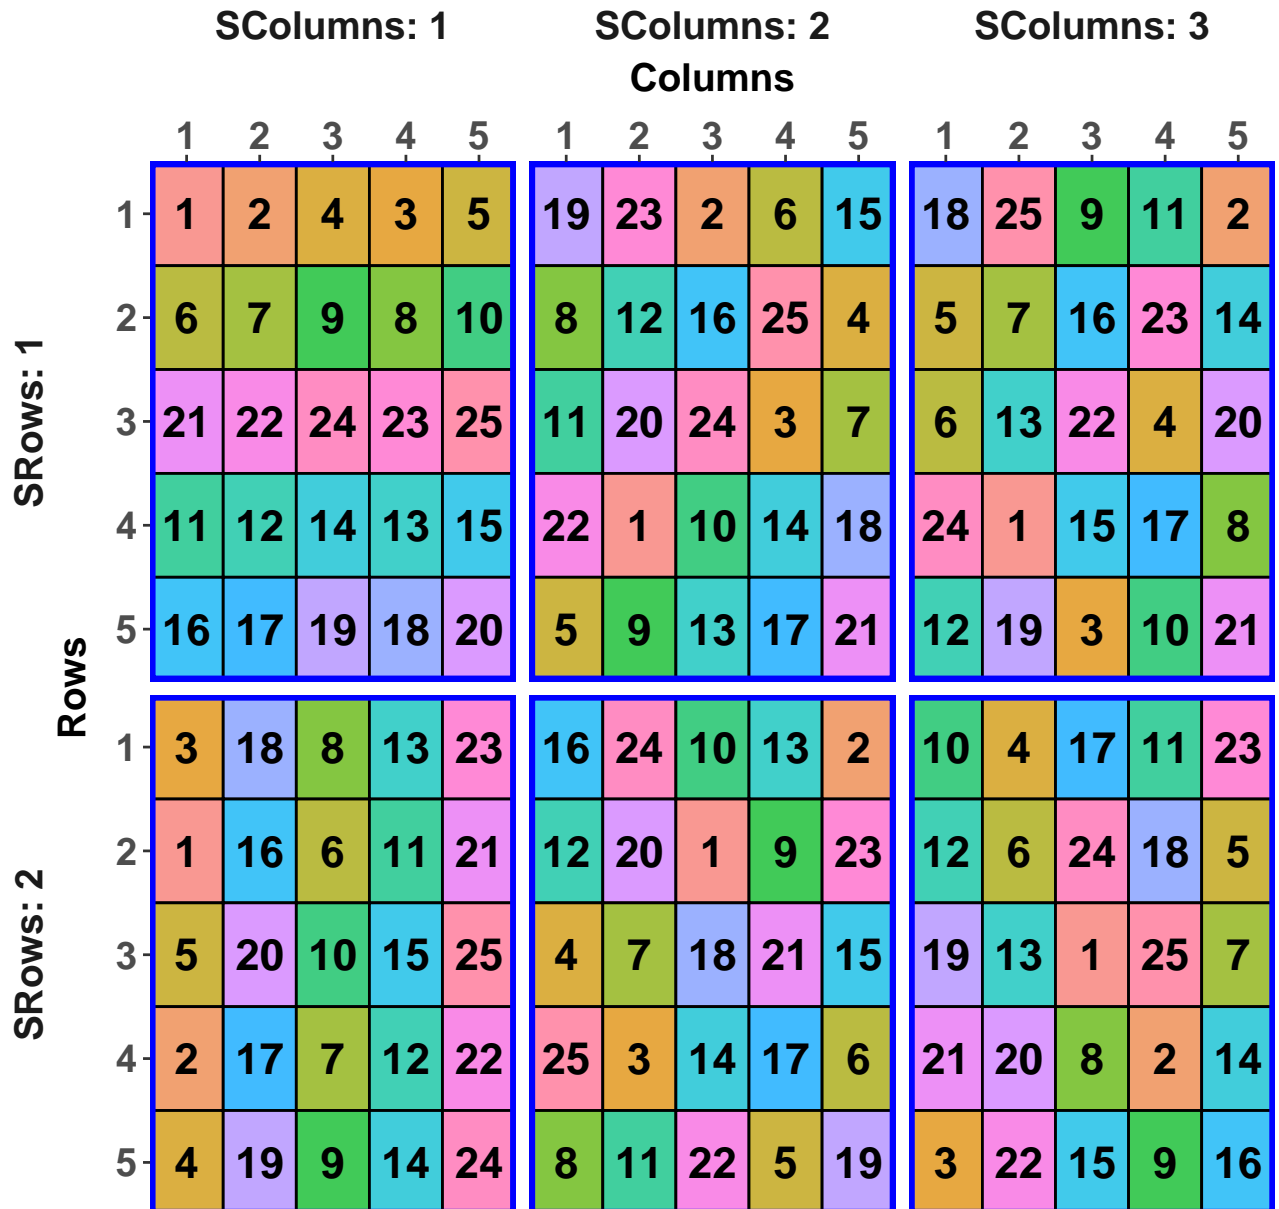 SColumns: 1 SColumns: 2 SColumns: 3
Columns
1 2 3 4 5 1 2 3 4 5 1 2 3 4 5
SRows: 1
1 1 2 4 3 5 19 23 2 6 15 18 25 9 11 2
2 6 7 9 8 10 8 12 16 25 4 5 7 16 23 14
3 21 22 24 23 25 11 20 24 3 7 6 13 22 4 20
4 11 12 14 13 15 22 1 10 14 18 24 1 15 17 8
5 16 17 19 18 20 5 9 13 17 21 12 19 3 10 21
Rows
SRows: 2
1 3 18 8 13 23 16 24 10 13 2 10 4 17 11 23
2 1 16 6 11 21 12 20 1 9 23 12 6 24 18 5
3 5 20 10 15 25 4 7 18 21 15 19 13 1 25 7
4 2 17 7 12 22 25 3 14 17 6 21 20 8 2 14
5 4 19 9 14 24 8 11 22 5 19 3 22 15 9 16